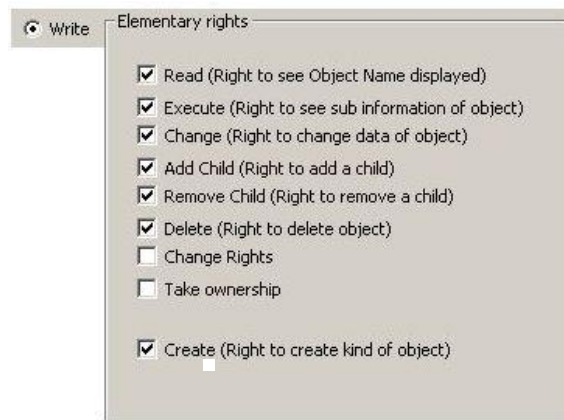 Write
Elementary rights
Read (Right to see Object Name displayed)
Execute (Right to see sub information of object)
Change (Right to change data of object)
Add Child (Right to add a child)
Remove Child (Right to remove a child)
Delete (Right to delete object)
Change Rights
Take ownership
Create (Right to create kind of object)